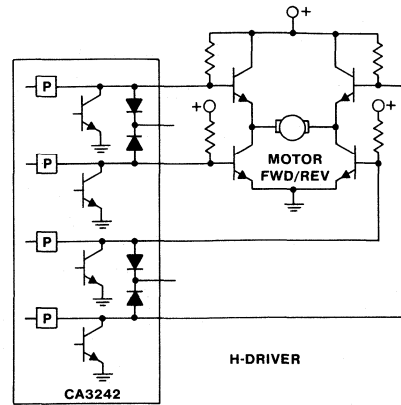 +
P
+
+
MOTOR
FWD/REV
P
P
P
H-DRIVER
CA3242